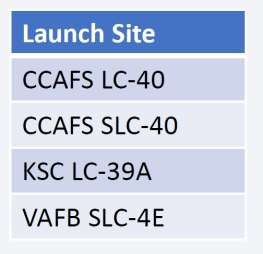 Launch Site
CCAFS LC-40
CCAFS SLC-40
KSC LC-39A
VAFB SLC-4E